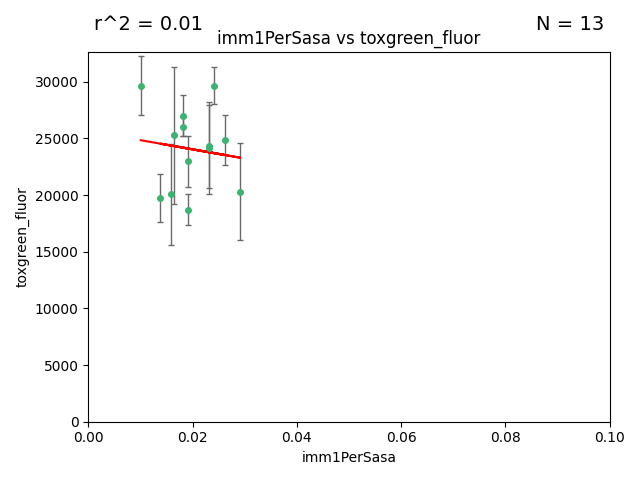 r^2 = 0.01
N = 13
imm1PerSasa vs toxgreen_fluor
30000
25000
20000
15000
10000
5000
0
toxgreen_fluor
0.00
0.02
0.04
0.06
0.08
0.10
imm1PerSasa